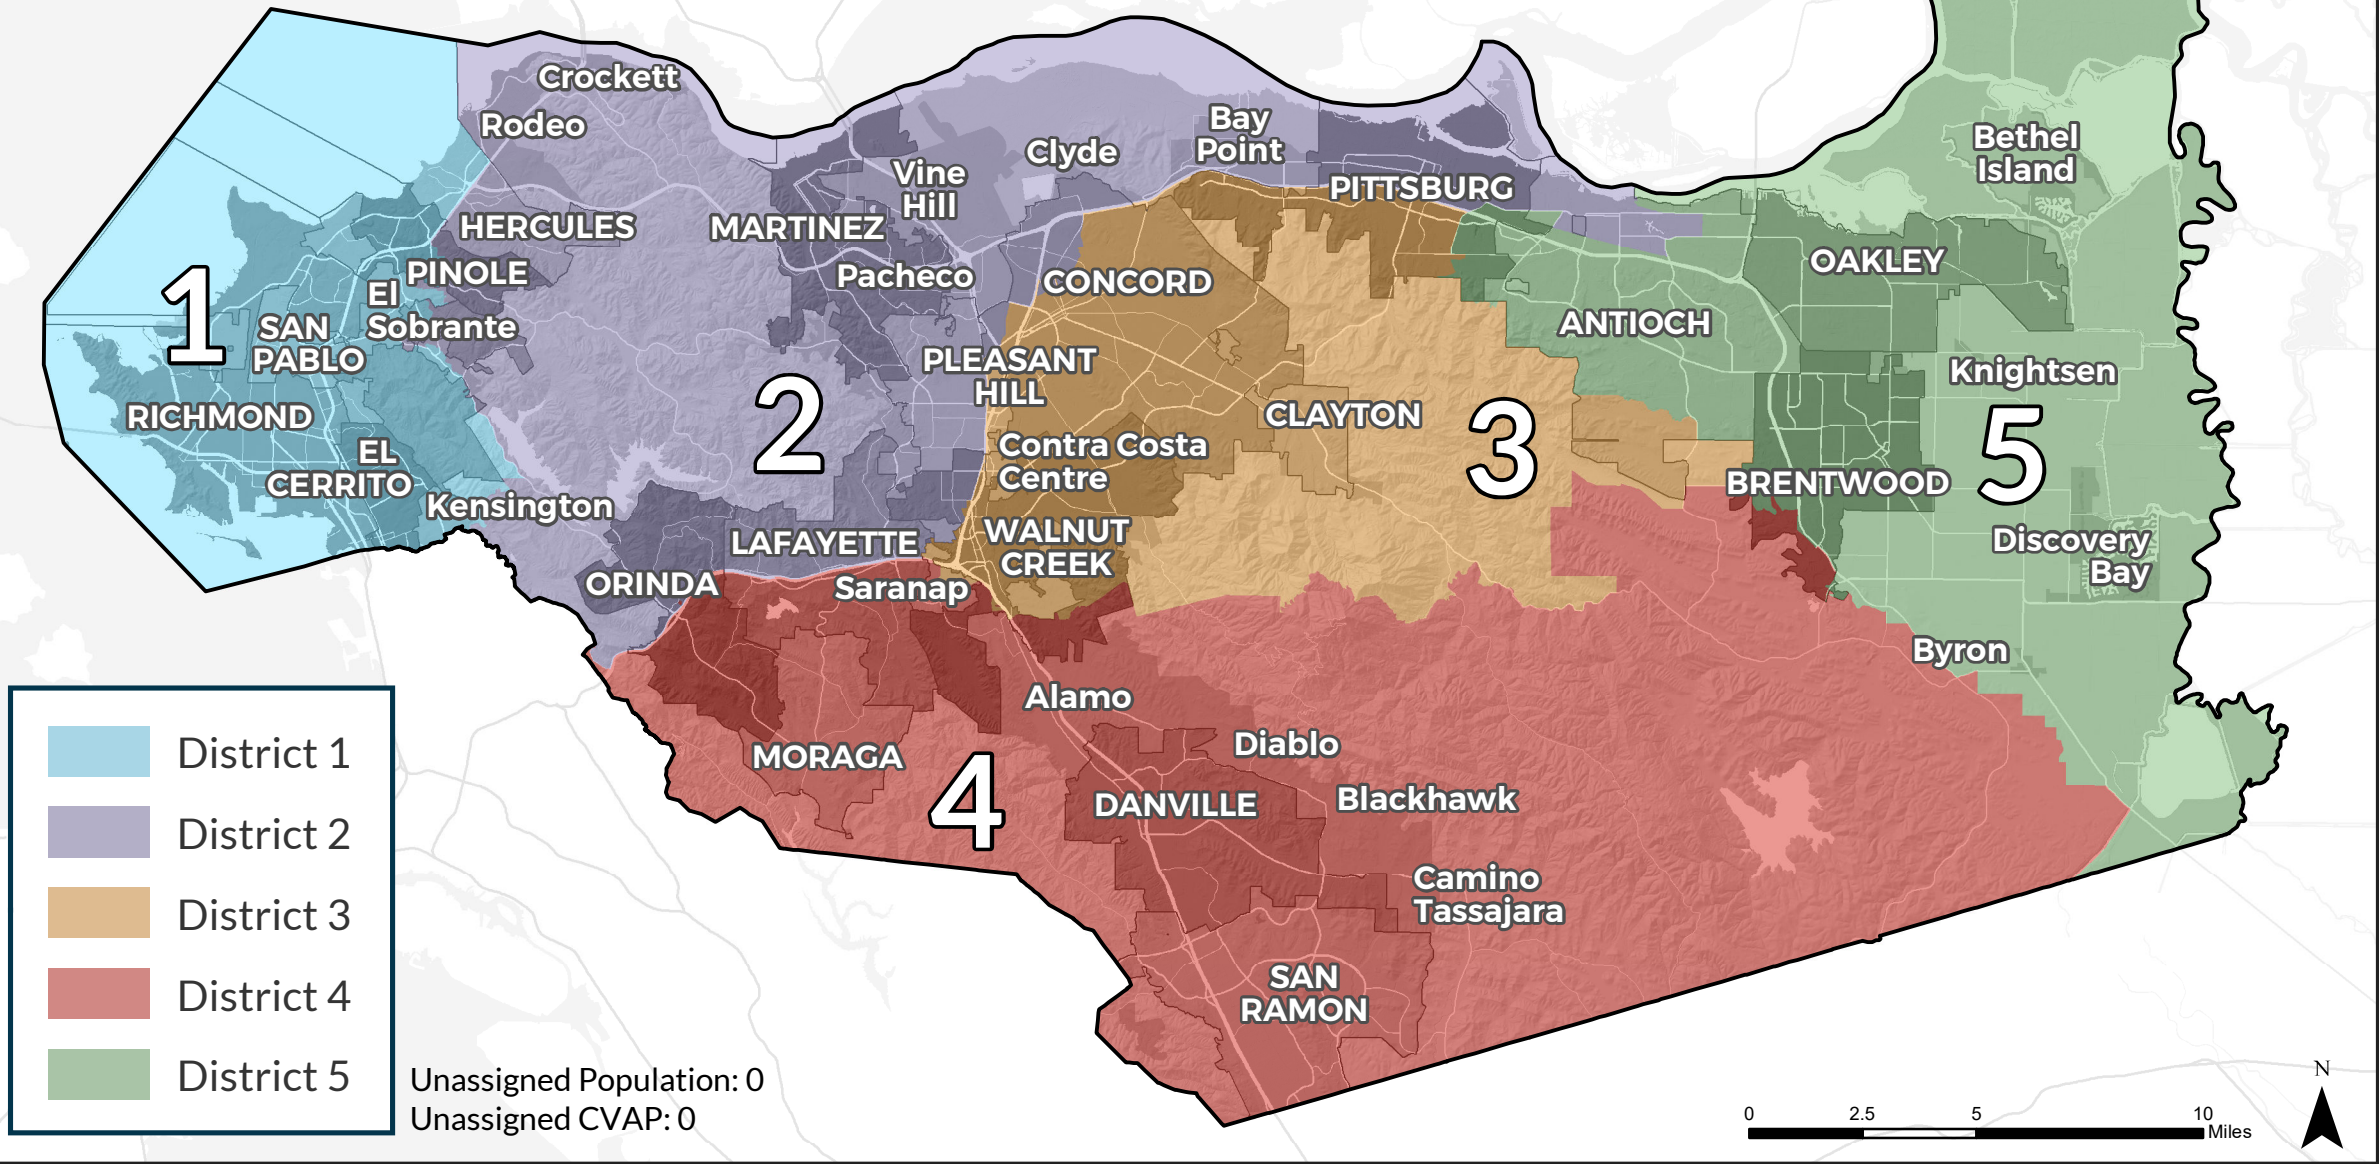 Crockett
Rodeo
HERCULES
PINOLE
El
Sobrante
1
SAN
PABLO
RICHMOND
EL
CERRITO
Kensington
MARTINEZ
Vine
Hill
Pacheco
Clyde
Bay
Point
PITTSBURG
CONCORD
PLEASANT
HILL
2
Contra Costa
Centre
CLAYTON
3
WALNUT
CREEK
LAFAYETTE
ORINDA
Saranap
ANTIOCH
OAKLEY
Bethel
Island
Knightsen
5
BRENTWOOD
Discovery
Bay
Byron
Alamo
MORAGA
4
Diablo
DANVILLE
Blackhawk
Camino
Tassajara
SAN
RAMON
District 1
District 2
District 3
District 4
District 5
Unassigned Population: 0
Unassigned CVAP: 0
0 2.5 5 10
Miles
N